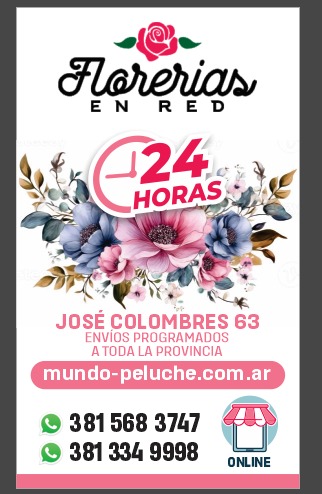 Florerias
EN RED
24
HORAS
JOSÉ COLOMBRES 63
ENVÍOS PROGRAMADOS
A TODA LA PROVINCIA
mundo-peluche.com.ar
381 568 3747
381 334 9998
ONLINE